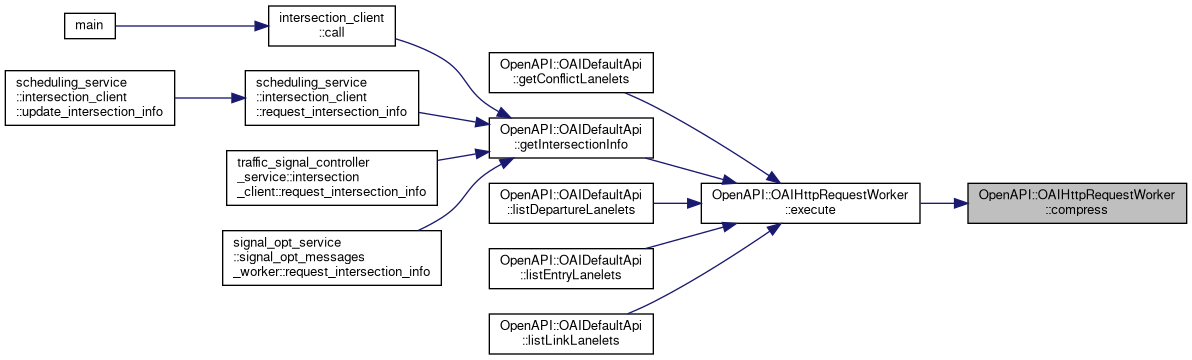 main
intersection_client
::call
scheduling_service
::intersection_client
::update_intersection_info
scheduling_service
::intersection_client
::request_intersection_info
traffic_signal_controller
_service::intersection
_client::request_intersection_info
signal_opt_service
::signal_opt_messages
_worker::request_intersection_info
OpenAPI::OAIDefaultApi
::getConflictLanelets
OpenAPI::OAIDefaultApi
::getIntersectionInfo
OpenAPI::OAIDefaultApi
::listDepartureLanelets
OpenAPI::OAIDefaultApi
::listEntryLanelets
OpenAPI::OAIDefaultApi
::listLinkLanelets
OpenAPI::OAIHttpRequestWorker
::execute
OpenAPI::OAIHttpRequestWorker
::compress